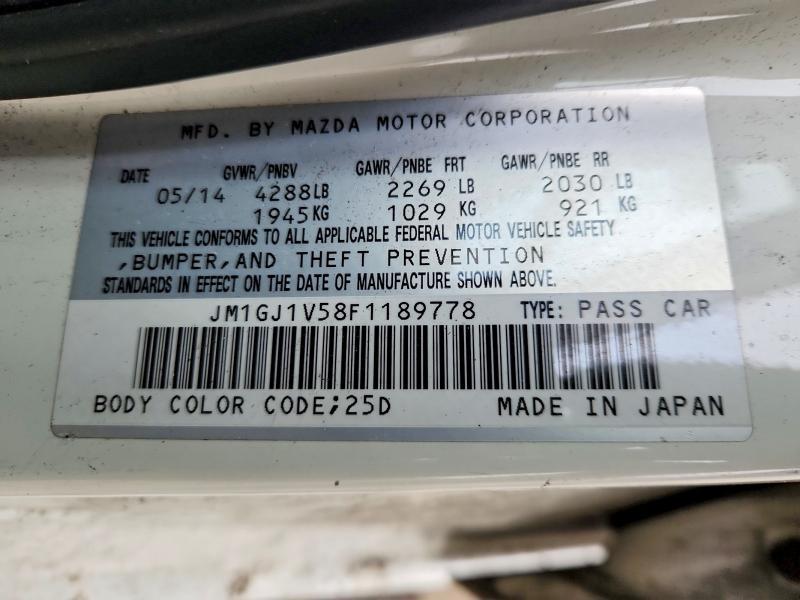 MFD. BY MAZDA MOTOR CORPORATION
DATE GVWR/PNBV GAWR/PNBE FRT GAWR/PNBE RR
05/14 4288LB 2269 LB 2030 LB
1945KG 1029 KG 921 KG
THIS VEHICLE CONFORMS TO ALL APPLICABLE FEDERAL MOTOR VEHICLE SAFETY
,BUMPER,AND THEFT PREVENTION
STANDARDS IN EFFECT ON THE DATE OF MANUFACTURE SHOWN ABOVE.
JM1GJ1V58F1189778 TYPE: PASS CAR
BODY COLOR CODE;25D MADE IN JAPAN